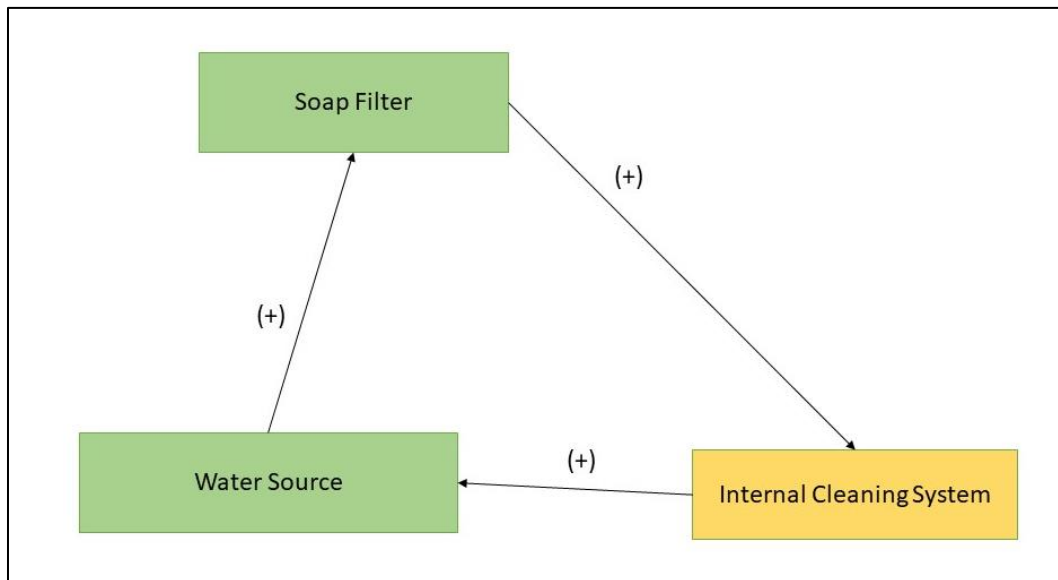 Soap Filter
(+)
(+)
(+)
Water Source
Internal Cleaning System